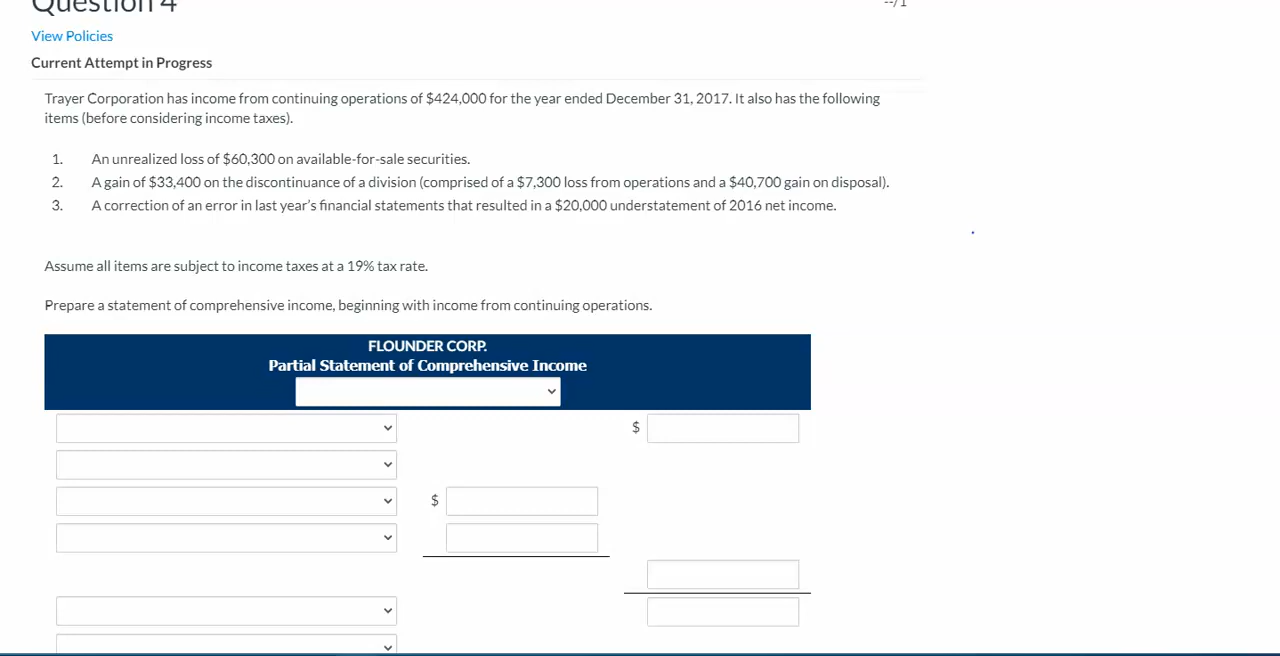 Question 4
--/1
View Policies
Current Attempt in Progress
Trayer Corporation has income from continuing operations of $424,000 for the year ended December 31, 2017. It also has the following
items (before considering income taxes).
1. An unrealized loss of $60,300 on available-for-sale securities.
2. A gain of $33,400 on the discontinuance of a division (comprised of a $7,300 loss from operations and a $40,700 gain on disposal).
3. A correction of an error in last year’s financial statements that resulted in a $20,000 understatement of 2016 net income.
Assume all items are subject to income taxes at a 19% tax rate.
Prepare a statement of comprehensive income, beginning with income from continuing operations.
FLOUNDER CORP.
Partial Statement of Comprehensive Income
$
$